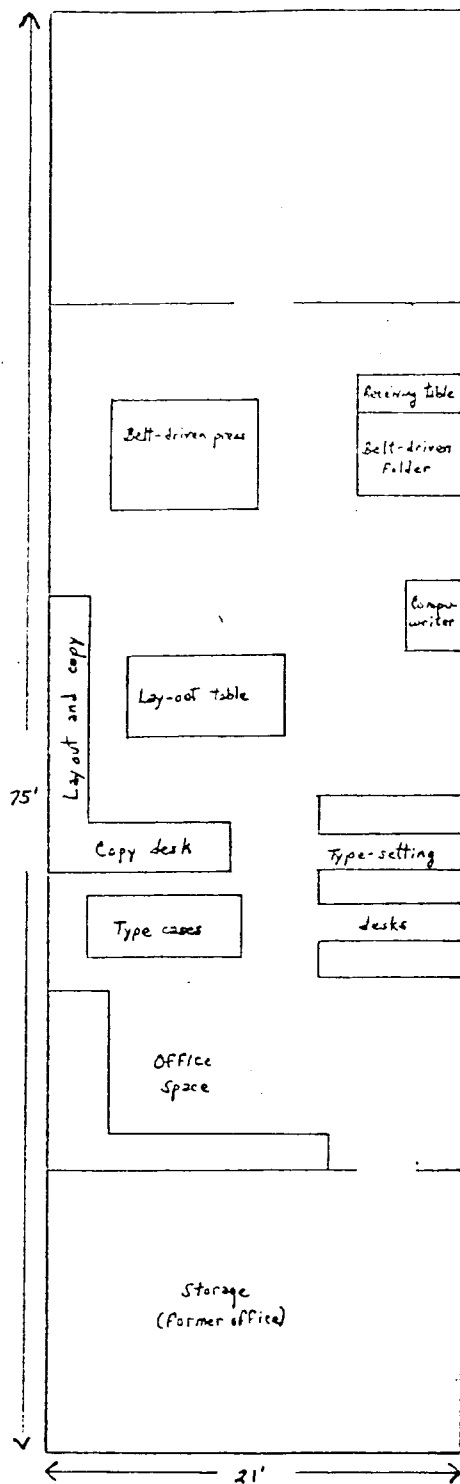 Receiving table
Belt-driven press
Belt-driven
Folder
Compu
writer
Layout and copy
Lay-out table
75'
Copy desk
Type-setting
Type cases
desks
Office
Space
Storage
(Former office)
21'